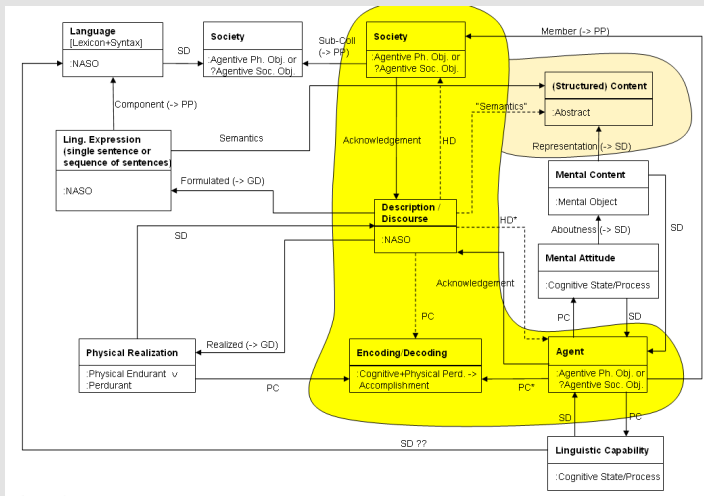 Language
[Lexicon+Syntax]
:NASO
SD
Society
:Agentive Ph. Obj. or
?Agentive Soc. Obj.
Sub-Coll
(-> PP)
Society
:Agentive Ph. Obj. or
?Agentive Soc. Obj.
Member (-> PP)
(Structured) Content
:Abstract
"Semantics"
Component (-> PP)
Semantics
Acknowledgement
HD
Representation (-> SD)
Ling. Expression
(single sentence or
sequence of sentences)
:NASO
Mental Content
:Mental Object
Formulated (-> GD)
Description /
Discourse
:NASO
HD*
Aboutness (-> SD)
SD
SD
Mental Attitude
:Cognitive State/Process
Acknowledgement
PC
PC
SD
Realized (-> GD)
Physical Realization
:Physical Endurant ∨
:Perdurant
PC
Encoding/Decoding
:Cognitive+Physical Perd. ->
Accomplishment
PC*
Agent
:Agentive Ph. Obj. or
?Agentive Soc. Obj.
SD
PC
SD ??
Linguistic Capability
:Cognitive State/Process